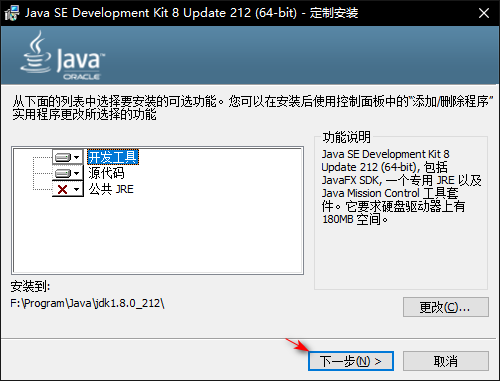 Java SE Development Kit 8 Update 212 (64-bit) - 定制安装
Java
ORACLE
从下面的列表中选择要安装的可选功能。您可以在安装后使用控制面板中的“添加/删除程序”
实用程序更改所选择的功能
开发工具
源代码
公共 JRE
功能说明
Java SE Development Kit 8
Update 212 (64-bit), 包括
JavaFX SDK, 一个专用 JRE 以及
Java Mission Control 工具套
件。它要求硬盘驱动器上有
180MB 空间。
安装到:
F:\Program\Java\jdk1.8.0_212\
更改(C)...
下一步(N) >
取消